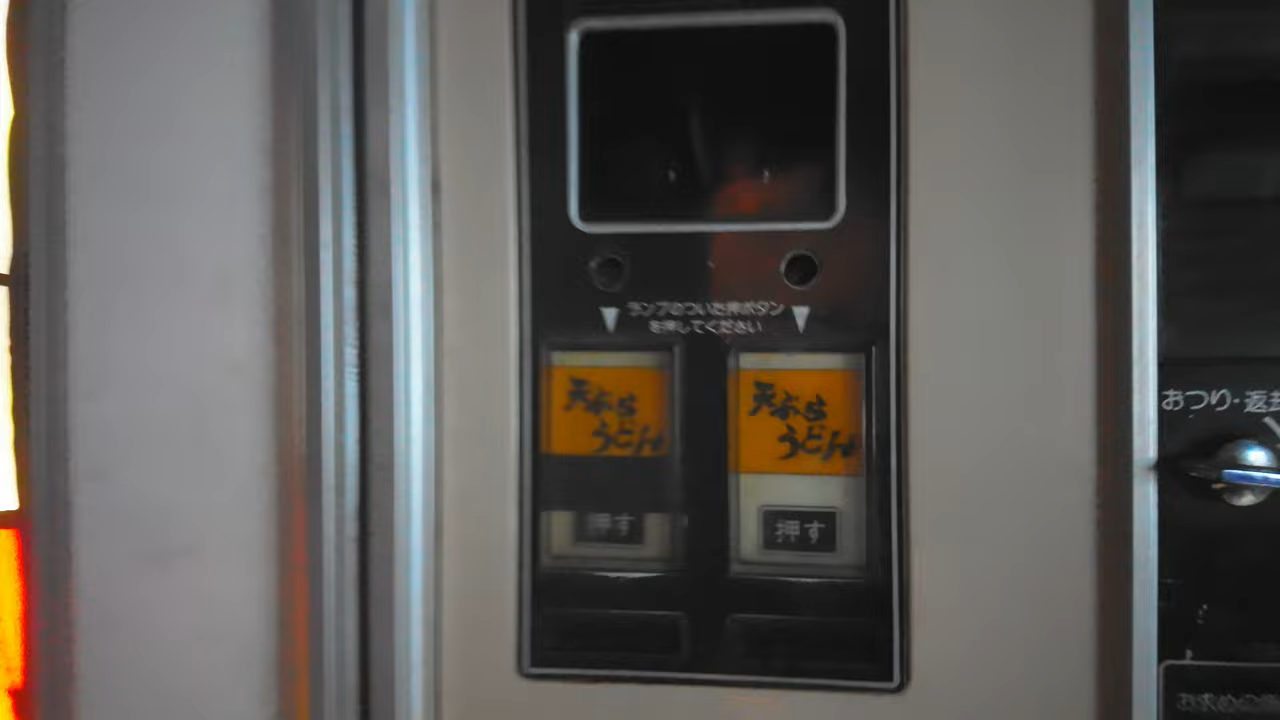 ランプのついた押ボタン
を押してください
天ぷら
うどん
押す
天ぷら
うどん
押す
おつり・返却